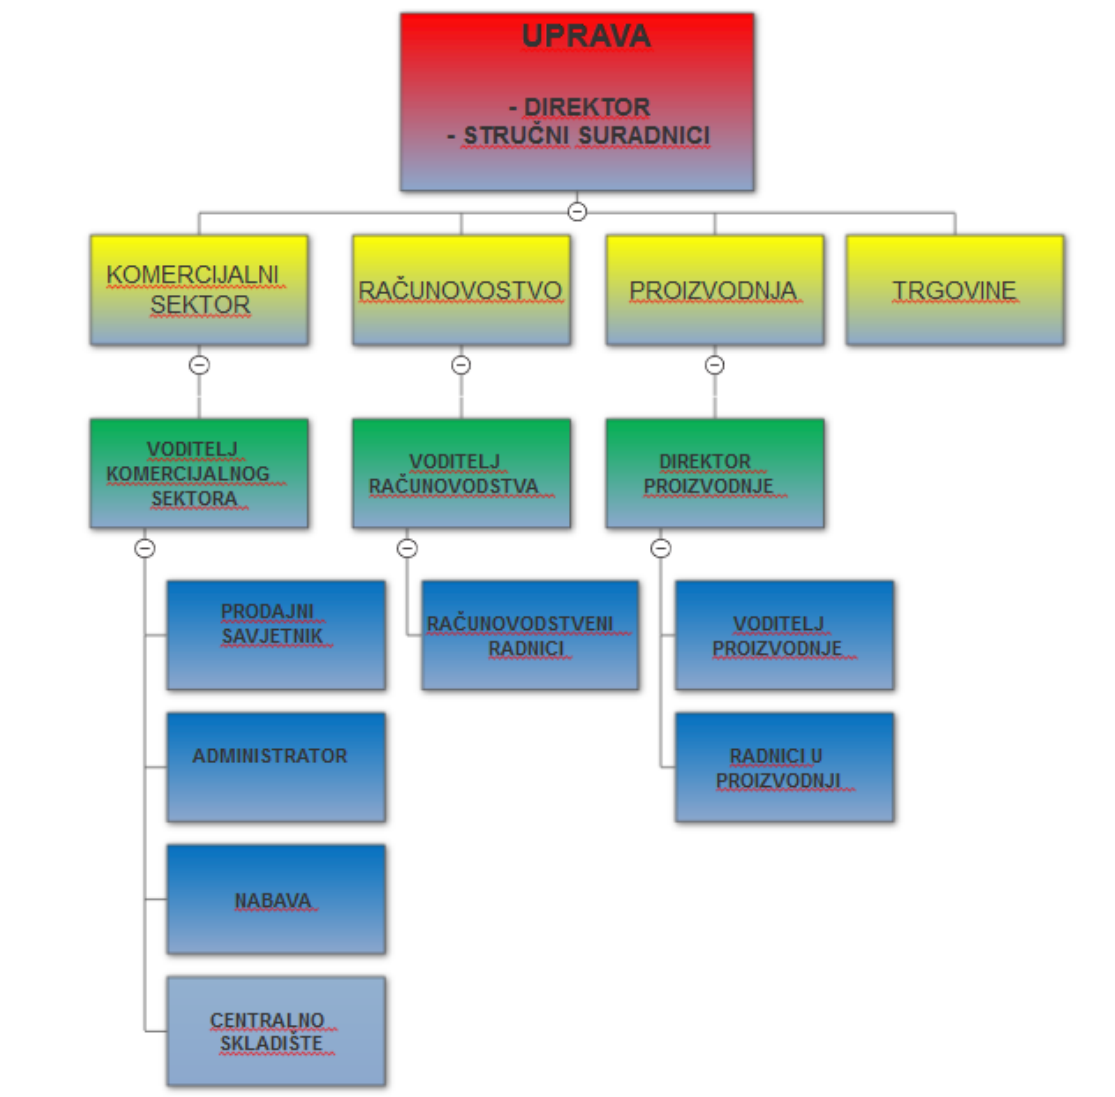 UPRAVA
- DIREKTOR
- STRUČNI SURADNICI
KOMERCIJALNI
SEKTOR
RAČUNOVOSTVO
PROIZVODNJA
TRGOVINE
VODITELJ
KOMERCIJALNOG
SEKTORA
VODITELJ
RAČUNOVODSTVA
DIREKTOR
PROIZVODNJE
PRODAJNI
SAVJETNIK
RAČUNOVODSTVENI
RADNICI
VODITELJ
PROIZVODNJE
ADMINISTRATOR
RADNICI U
PROIZVODNJI
NABAVA
CENTRALNO
SKLADIŠTE